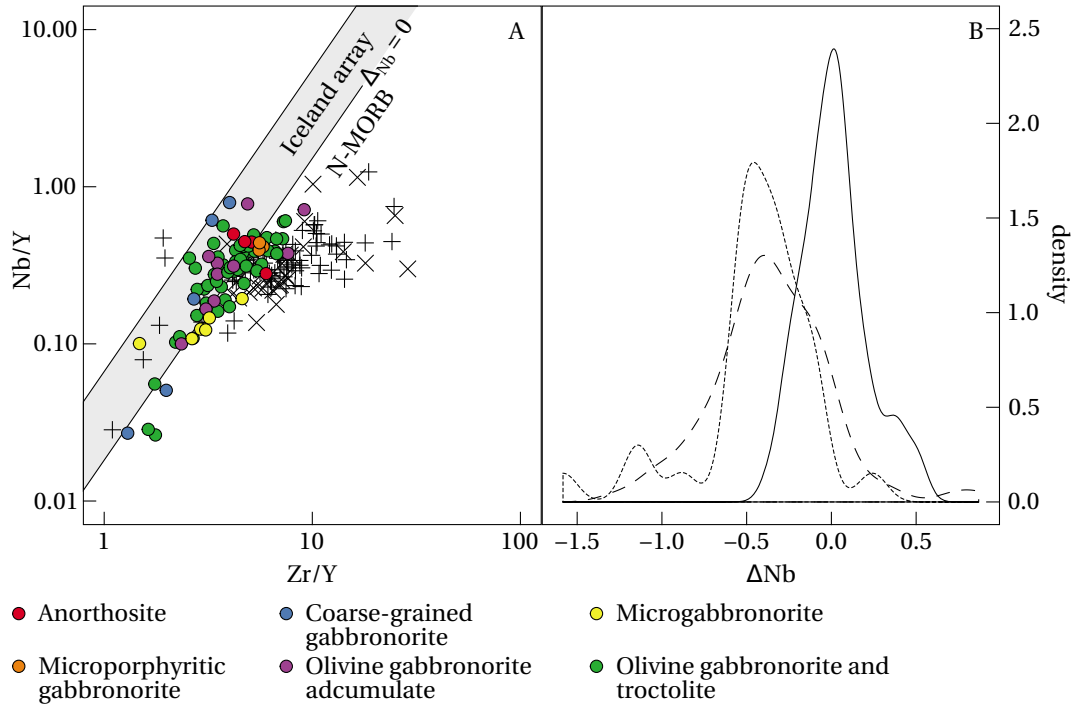 A
B
10.00
1.00
0.10
0.01
Nb/Y
Iceland array
ΔNb = 0
N-MORB
1
10
100
Zr/Y
2.5
2.0
1.5
1.0
0.5
0.0
density
−1.5
−1.0
−0.5
0.0
0.5
ΔNb
Anorthosite
Coarse-grained
gabbronorite
Microgabbronorite
Microporphyritic
gabbronorite
Olivine gabbronorite
adcumulate
Olivine gabbronorite and
troctolite